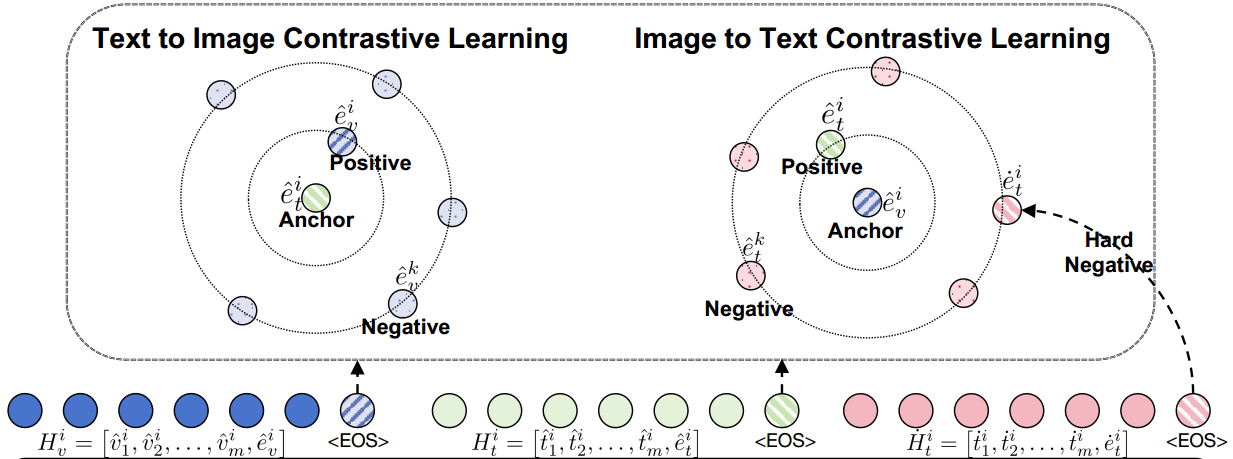 Text to Image Contrastive Learning
Image to Text Contrastive Learning
ê_v^i
Positive
ê_t^i
Anchor
ê_v^k
Negative
ê_t^i
Positive
ė_t^i
ê_v^i
Anchor
Hard
Negative
ê_t^k
Negative
H_v^i = [v̂_1^i, v̂_2^i, . . . , v̂_m^i, ê_v^i]
<EOS>
H_t^i = [t̂_1^i, t̂_2^i, . . . , t̂_m^i, ê_t^i]
<EOS>
Ḣ_t^i = [ṫ_1^i, ṫ_2^i, . . . , ṫ_m^i, ė_t^i]
<EOS>